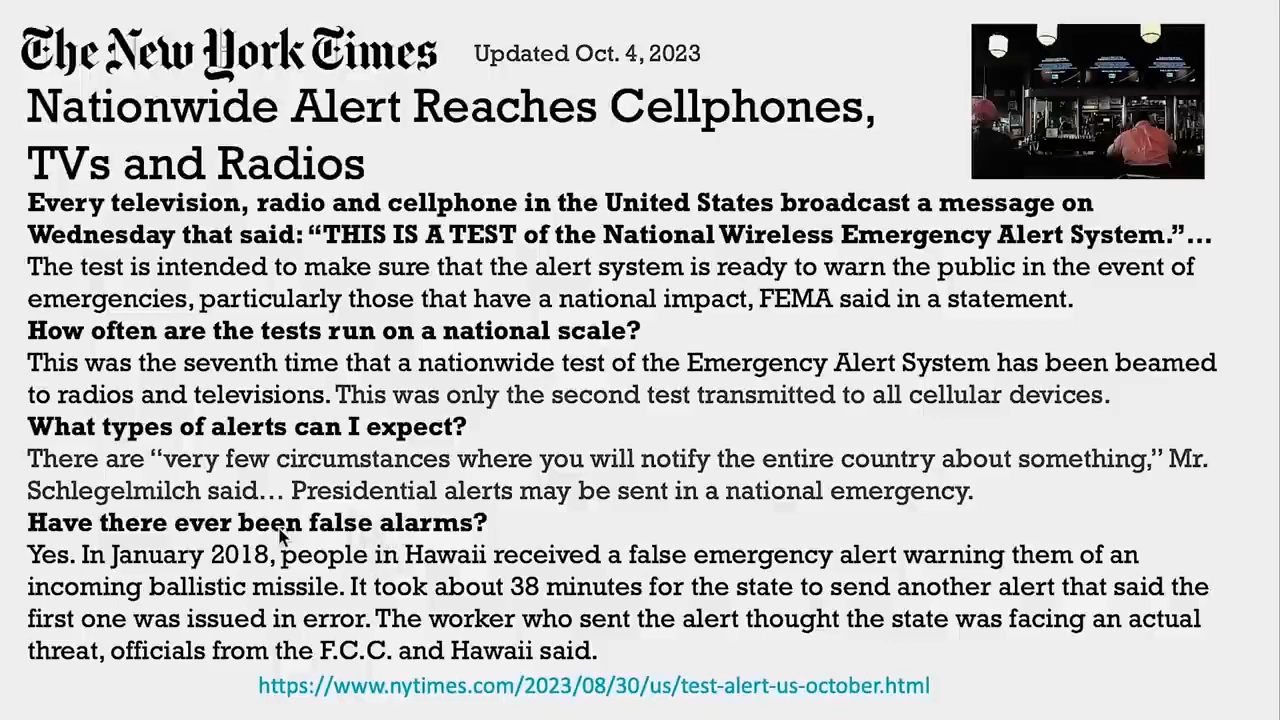 The New York Times
Updated Oct. 4, 2023
Nationwide Alert Reaches Cellphones,
TVs and Radios
Every television, radio and cellphone in the United States broadcast a message on
Wednesday that said: “THIS IS A TEST of the National Wireless Emergency Alert System.”…
The test is intended to make sure that the alert system is ready to warn the public in the event of
emergencies, particularly those that have a national impact, FEMA said in a statement.
How often are the tests run on a national scale?
This was the seventh time that a nationwide test of the Emergency Alert System has been beamed
to radios and televisions. This was only the second test transmitted to all cellular devices.
What types of alerts can I expect?
There are “very few circumstances where you will notify the entire country about something,” Mr.
Schlegelmilch said… Presidential alerts may be sent in a national emergency.
Have there ever been false alarms?
Yes. In January 2018, people in Hawaii received a false emergency alert warning them of an
incoming ballistic missile. It took about 38 minutes for the state to send another alert that said the
first one was issued in error. The worker who sent the alert thought the state was facing an actual
threat, officials from the F.C.C. and Hawaii said.
https://www.nytimes.com/2023/08/30/us/test-alert-us-october.html